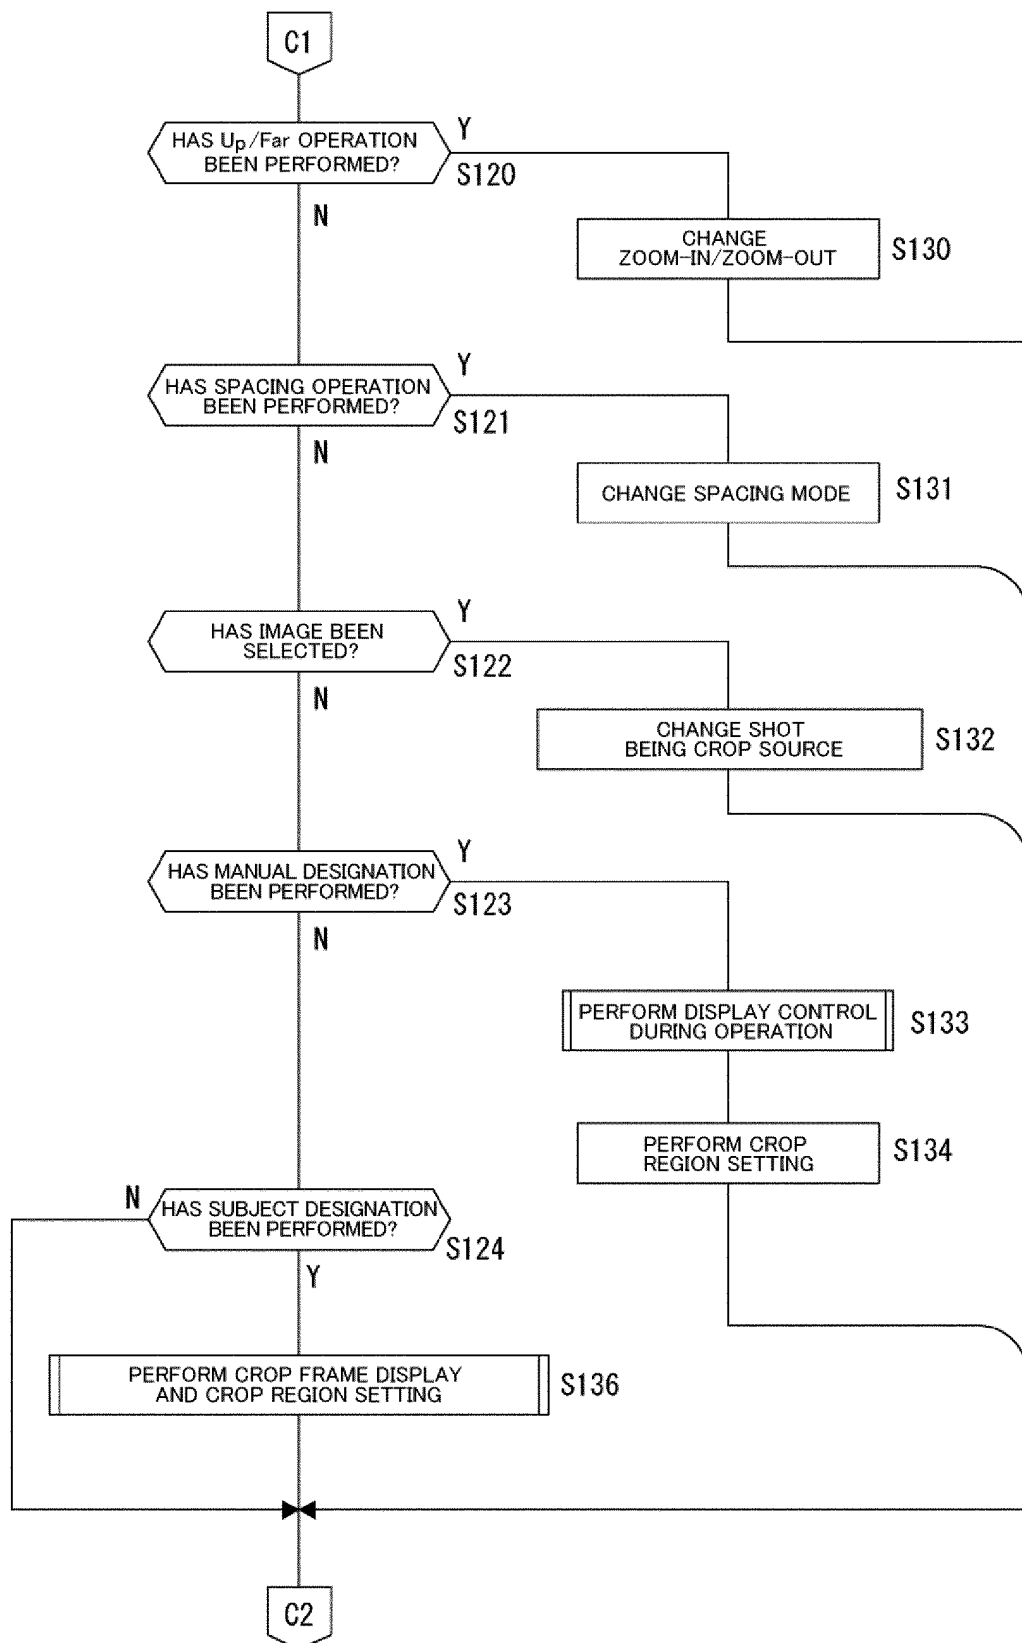 C1
HAS Up/Far OPERATION
BEEN PERFORMED?
Y
S120
N
CHANGE
ZOOM-IN/ZOOM-OUT
S130
HAS SPACING OPERATION
BEEN PERFORMED?
Y
S121
N
CHANGE SPACING MODE
S131
HAS IMAGE BEEN
SELECTED?
Y
S122
N
CHANGE SHOT
BEING CROP SOURCE
S132
HAS MANUAL DESIGNATION
BEEN PERFORMED?
Y
S123
N
PERFORM DISPLAY CONTROL
DURING OPERATION
S133
PERFORM CROP
REGION SETTING
S134
N
HAS SUBJECT DESIGNATION
BEEN PERFORMED?
S124
Y
PERFORM CROP FRAME DISPLAY
AND CROP REGION SETTING
S136
C2